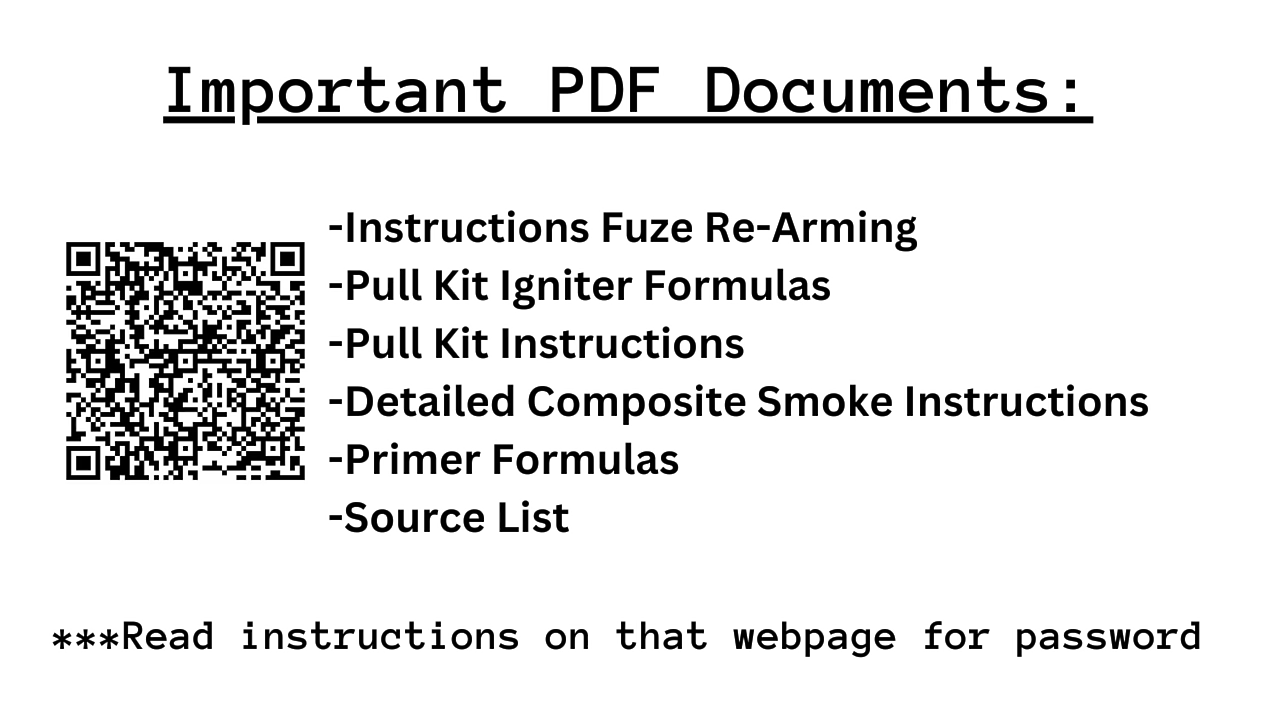 Important PDF Documents:
-Instructions Fuze Re-Arming
-Pull Kit Igniter Formulas
-Pull Kit Instructions
-Detailed Composite Smoke Instructions
-Primer Formulas
-Source List
***Read instructions on that webpage for password